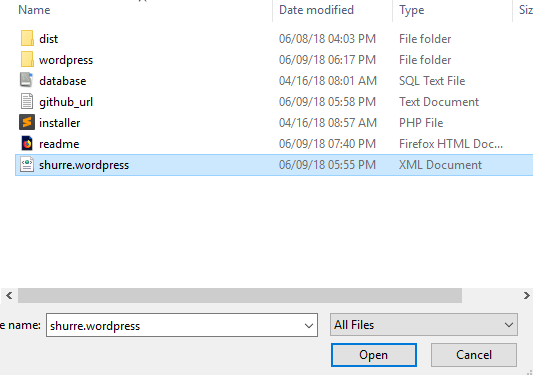 Name Date modified Type Siz
dist 06/08/18 04:03 PM File folder
wordpress 06/09/18 06:17 PM File folder
database 04/16/18 08:01 AM SQL Text File
github_url 06/09/18 05:58 PM Text Document
installer 04/16/18 08:57 AM PHP File
readme 06/09/18 07:40 PM Firefox HTML Doc...
shurre.wordpress 06/09/18 05:55 PM XML Document
e name: shurre.wordpress All Files
Open Cancel